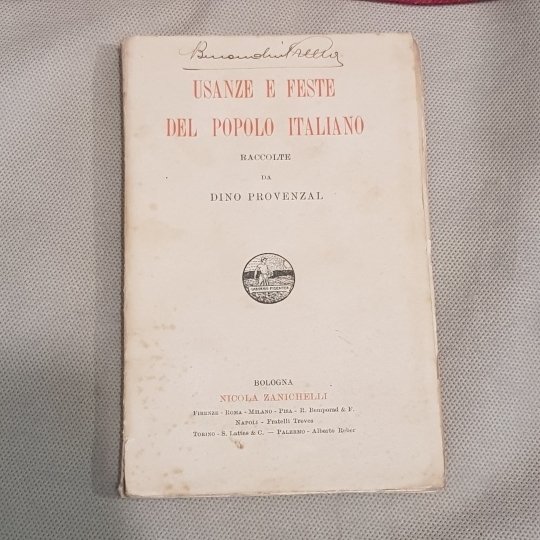 USANZE E FESTE
DEL POPOLO ITALIANO
RACCOLTE
DA
DINO PROVENZAL
BOLOGNA
NICOLA ZANICHELLI
FIRENZE - ROMA - MILANO - PISA - R. Bemporad & F.
NAPOLI - Fratelli Treves
TORINO - S. Lattes & C. — PALERMO - Alberto Reber